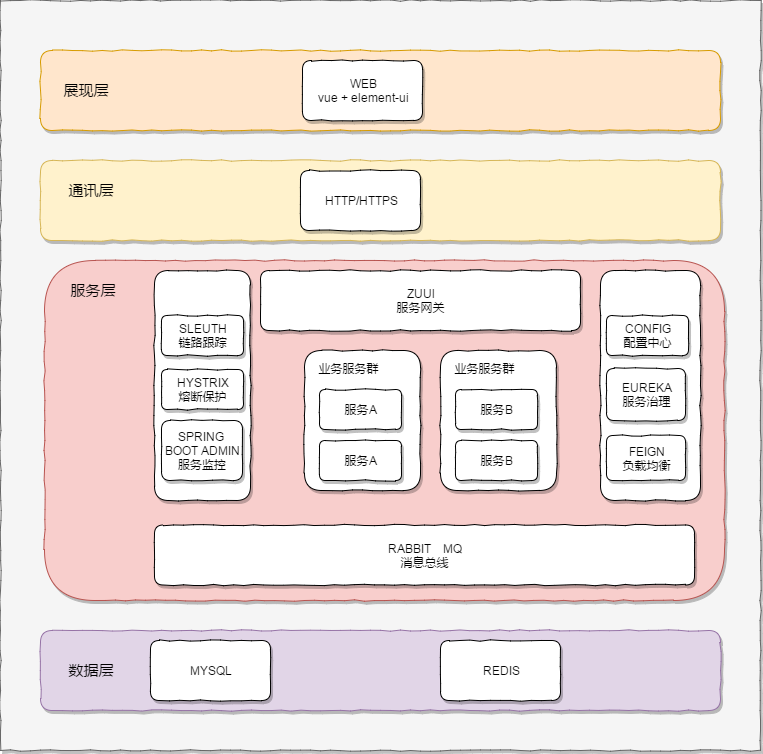 展现层
WEB
vue + element-ui
通讯层
HTTP/HTTPS
服务层
ZUUI
服务网关
SLEUTH
链路跟踪
HYSTRIX
熔断保护
SPRING
BOOT ADMIN
服务监控
业务服务群
服务A
服务A
业务服务群
服务B
服务B
CONFIG
配置中心
EUREKA
服务治理
FEIGN
负载均衡
RABBIT MQ
消息总线
数据层
MYSQL
REDIS